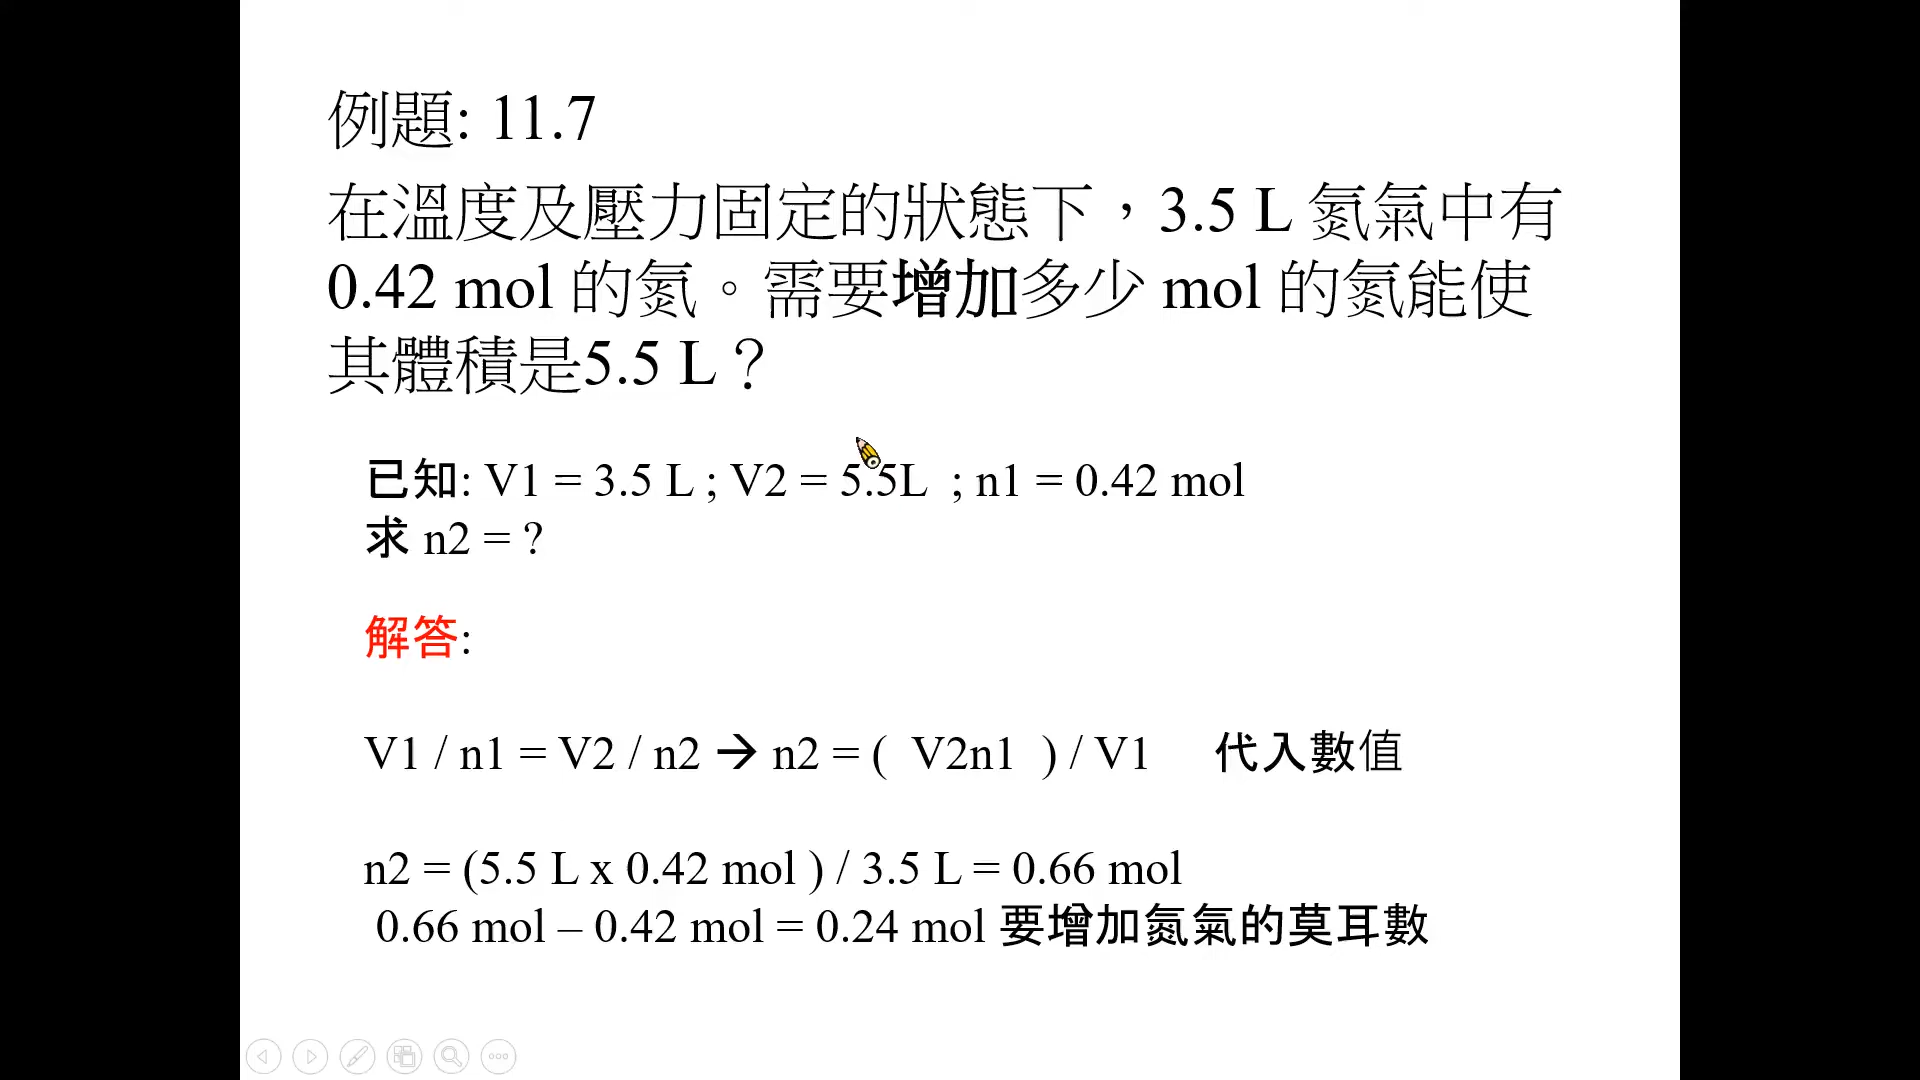 例題: 11.7
在溫度及壓力固定的狀態下，3.5 L 氮氣中有
0.42 mol 的氮。需要增加多少 mol 的氮能使
其體積是5.5 L？
已知: V1 = 3.5 L ; V2 = 5.5L  ; n1 = 0.42 mol
求 n2 = ?
解答:
V1 / n1 = V2 / n2 → n2 = (  V2n1  ) / V1     代入數值
n2 = (5.5 L x 0.42 mol ) / 3.5 L = 0.66 mol
0.66 mol – 0.42 mol = 0.24 mol 要增加氮氣的莫耳數